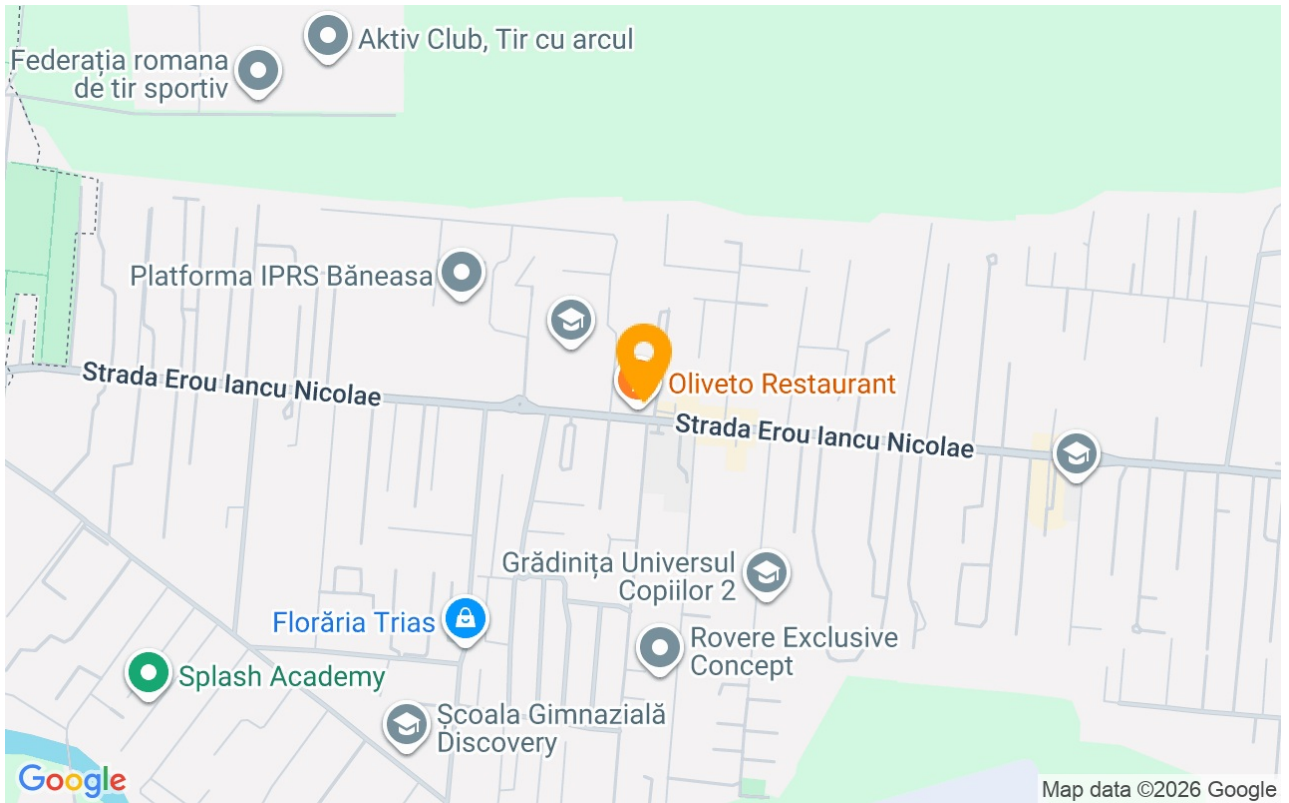 Aktiv Club, Tir cu arcul
Federația romana
de tir sportiv
Platforma IPRS Băneasa
Strada Erou Iancu Nicolae
Oliveto Restaurant
Strada Erou Iancu Nicolae
Grădinița Universul
Copiilor 2
Florăria Trias
Rovere Exclusive
Concept
Splash Academy
Școala Gimnazială
Discovery
Google
Map data ©2026 Google